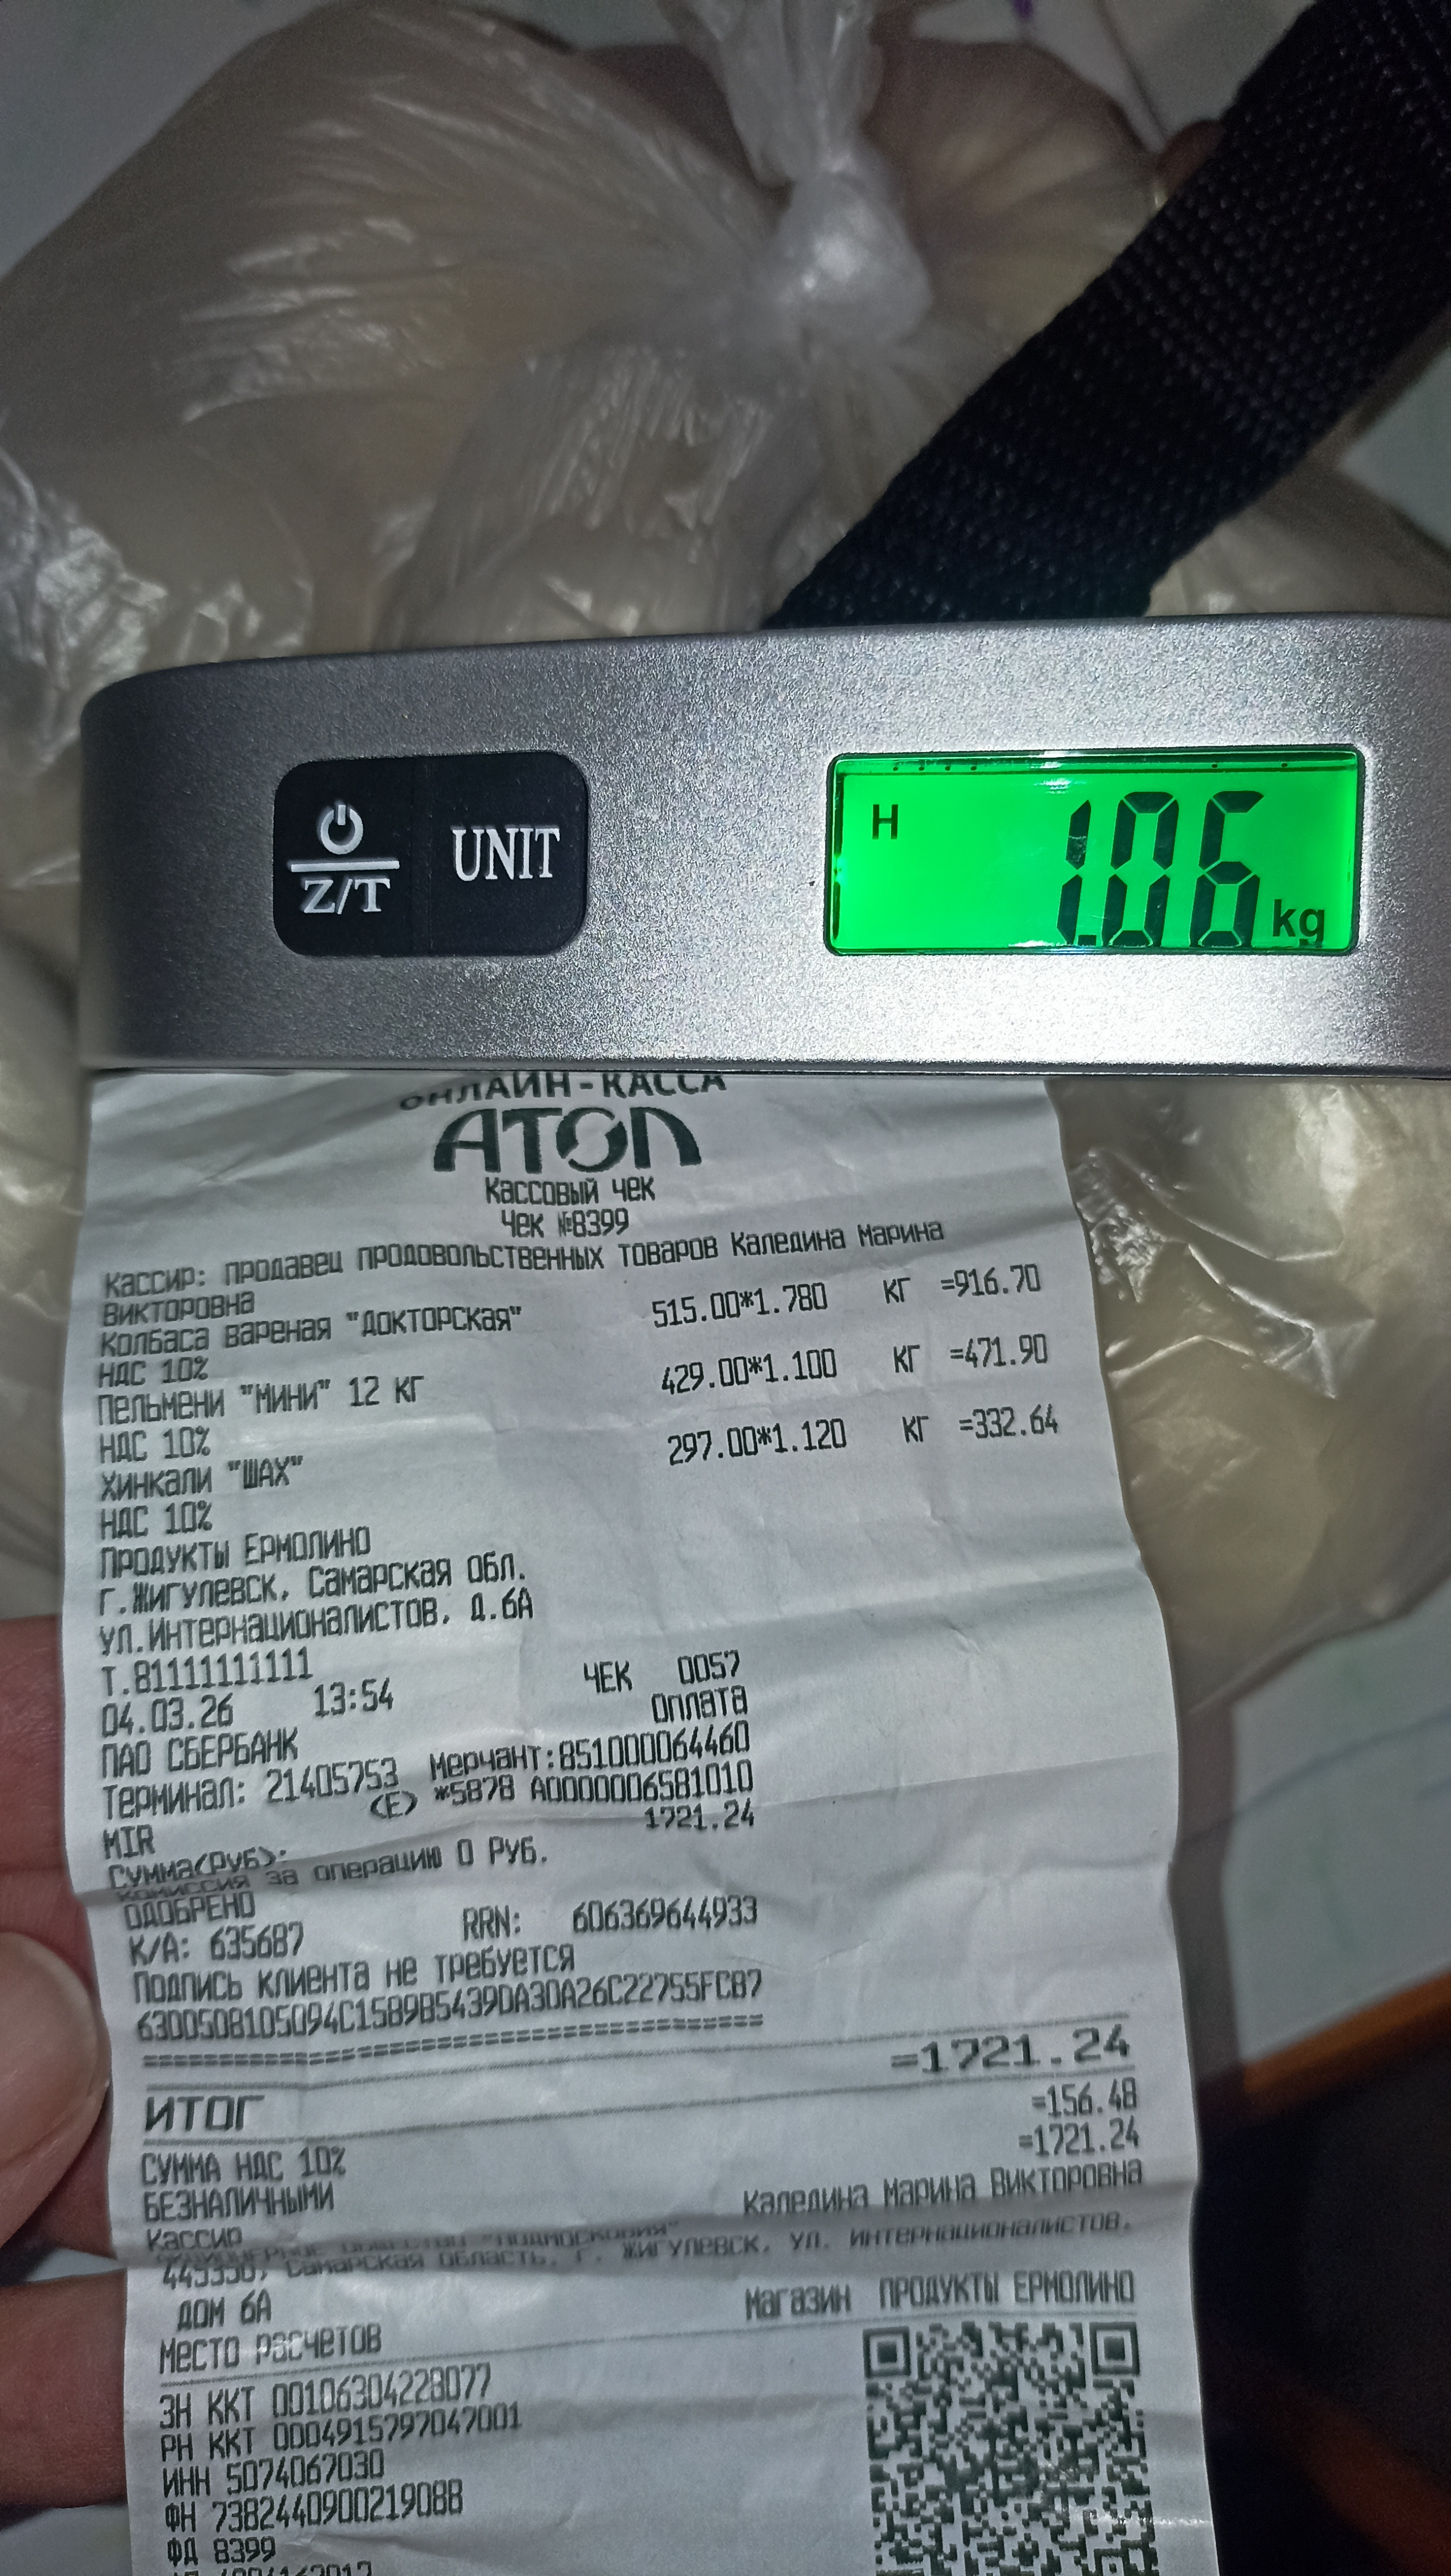 Z/T
UNIT
H
1.06
kg
ОНЛАЙН-КАССА
АТОЛ
Кассовый чек
Чек №8399
Кассир: продавец продовольственных товаров Каледина Марина
Викторовна
Колбаса вареная "Докторская" 515.00*1.780 КГ =916.70
НДС 10%
Пельмени "Мини" 12 КГ 429.00*1.100 КГ =471.90
НДС 10%
Хинкали "Шах" 297.00*1.120 КГ =332.64
НДС 10%
ПРОДУКТЫ ЕРМОЛИНО
г.Жигулевск, Самарская Обл.
ул.Интернационалистов, д.6А
Т.81111111111
04.03.26 13:54 ЧЕК 0057
ПАО СБЕРБАНК Оплата
Терминал: 21405753 Мерчант:851000064460
MIR (E) *5878 A0000006581010
Сумма(Руб): 1721.24
Комиссия за операцию 0 Руб.
ОДОБРЕНО
К/А: 635687 RRN: 606369644933
Подпись клиента не требуется
630D508105094C15B9B5439DA3DA26C22755FCB7
========================================
ИТОГ =1721.24
СУММА НДС 10% =156.48
БЕЗНАЛИЧНЫМИ =1721.24
Кассир Каледина Марина Викторовна
"ПОДМОСКОВИЯ"
Самарская область, г. Жигулевск, ул. Интернационалистов,
дом 6А
Место расчетов Магазин ПРОДУКТЫ ЕРМОЛИНО
ЗН ККТ 00106304228077
РН ККТ 0004915797047001
ИНН 5074067030
ФН 7382440900219088
ФД 8399